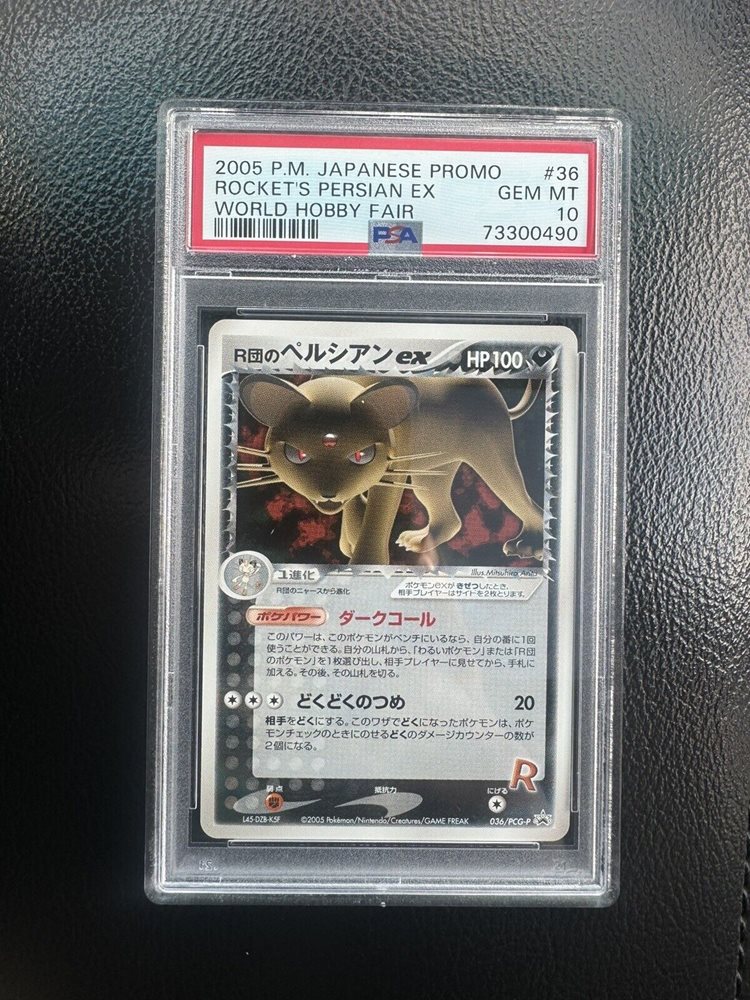 2005 P.M. JAPANESE PROMO #36
ROCKET'S PERSIAN EX GEM MT
WORLD HOBBY FAIR 10
PSA 73300490
R団のペルシアンex HP100
Illus. Mitsuhiro Arita
1進化
R団のニャースから進化
ポケモンexがきぜつしたとき、
相手プレイヤーはサイドを2枚とります。
ポケパワー ダークコール
このパワーは、このポケモンがベンチにいるなら、自分の番に1回
使うことができる。自分の山札から、「わるいポケモン」または「R団
のポケモン」を1枚選び出し、相手プレイヤーに見せてから、手札に
加える。その後、その山札を切る。
どくどくのつめ 20
相手をどくにする。このワザでどくになったポケモンは、ポケ
モンチェックのときにのせるどくのダメージカウンターの数が
2個になる。
R
弱点 抵抗力 にげる
闘
L45-DZB-K5F ©2005 Pokémon/Nintendo/Creatures/GAME FREAK 036/PCG-P